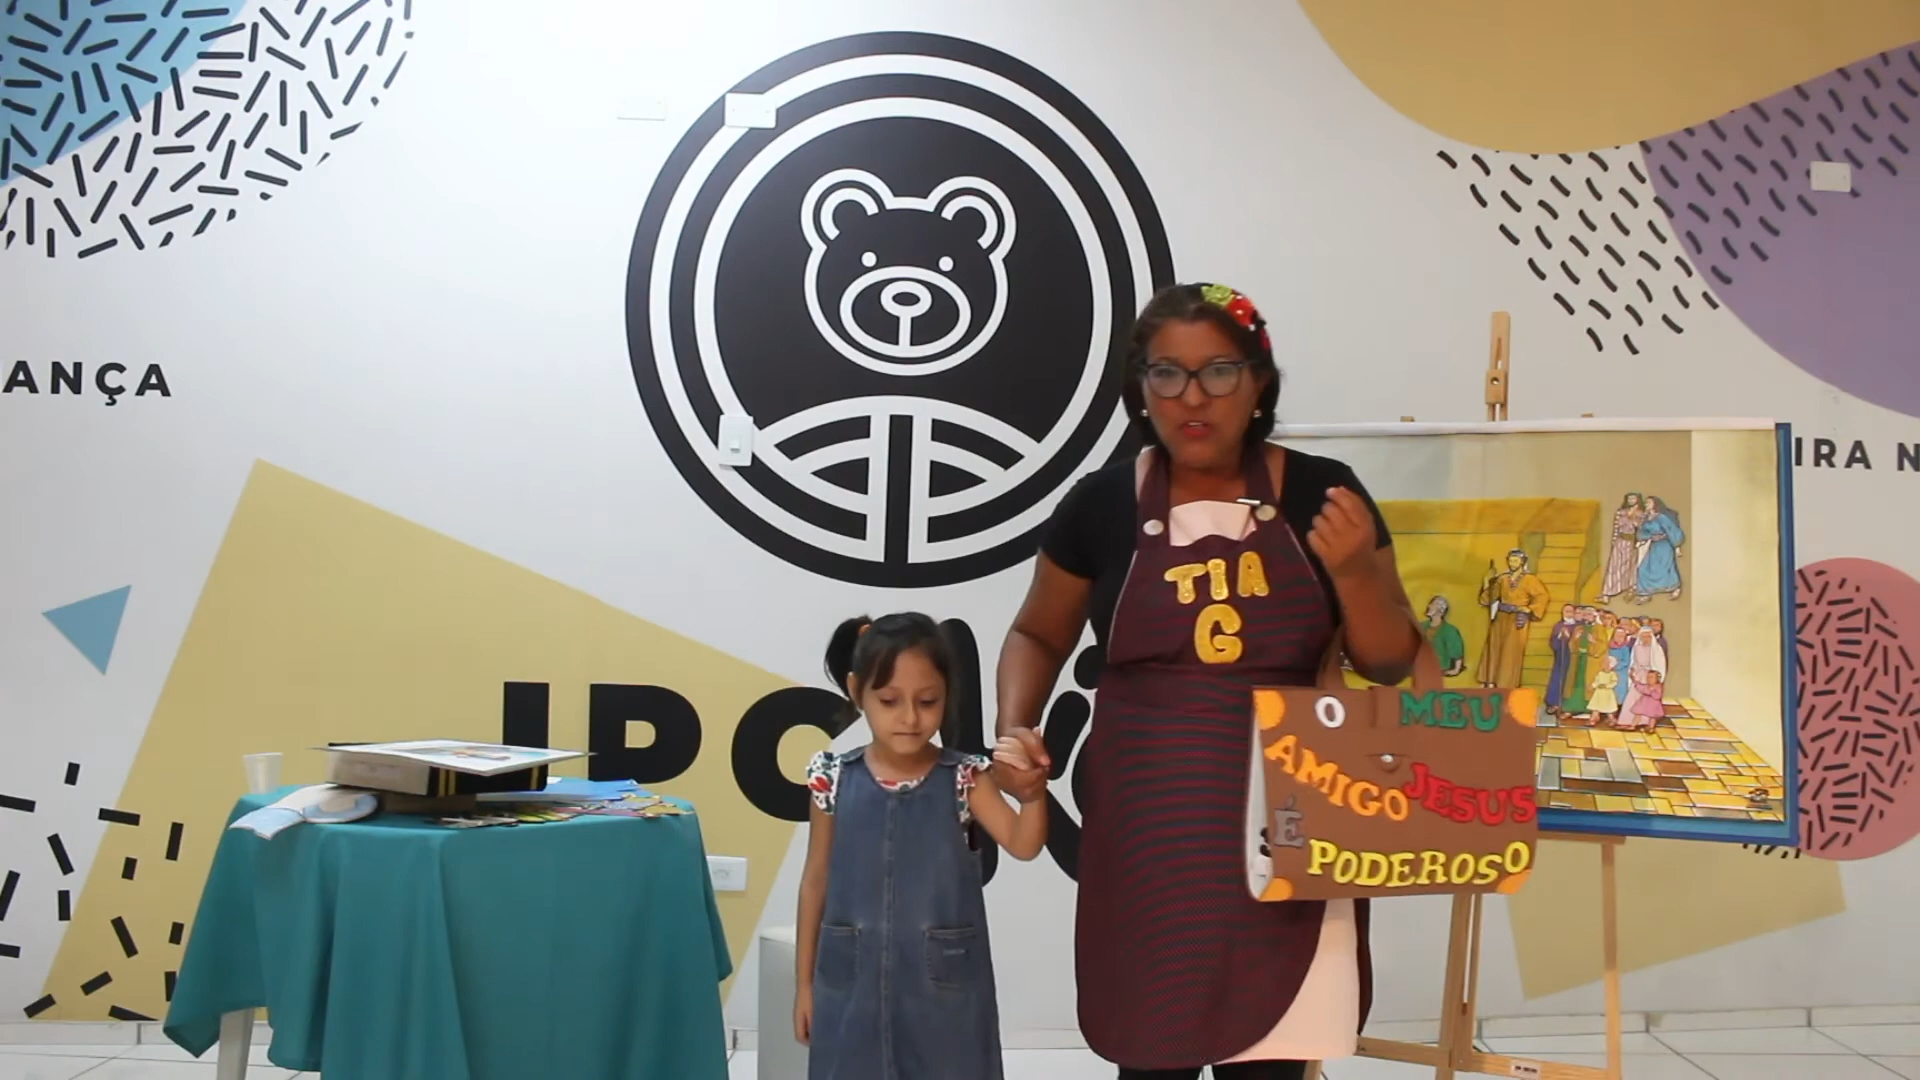 ANÇA
IRA N
TIA
G
O MEU
AMIGO JESUS
É PODEROSO